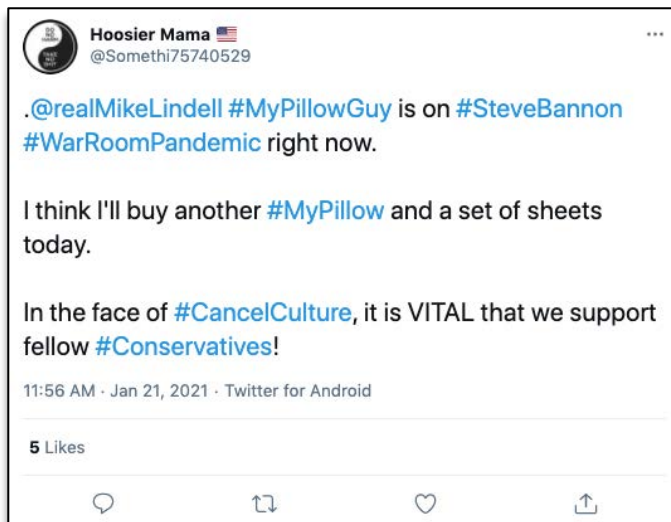 Hoosier Mama 🇺🇸
@Somethi75740529
.@realMikeLindell #MyPillowGuy is on #SteveBannon
#WarRoomPandemic right now.
I think I'll buy another #MyPillow and a set of sheets
today.
In the face of #CancelCulture, it is VITAL that we support
fellow #Conservatives!
11:56 AM · Jan 21, 2021 · Twitter for Android
5 Likes